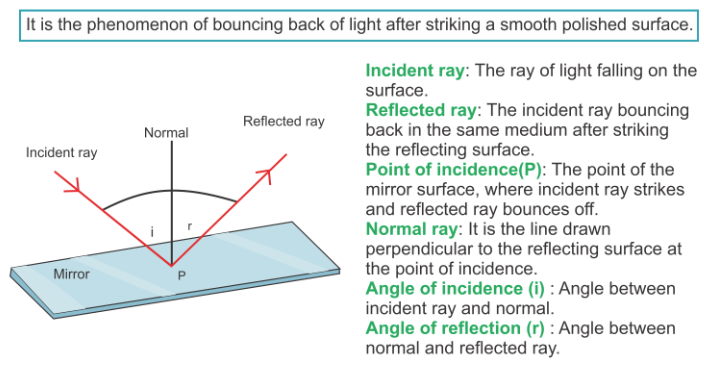 It is the phenomenon of bouncing back of light after striking a smooth polished surface.
Normal
Incident ray
Reflected ray
i
r
Mirror
P
Incident ray: The ray of light falling on the
surface.
Reflected ray: The incident ray bouncing
back in the same medium after striking
the reflecting surface.
Point of incidence(P): The point of the
mirror surface, where incident ray strikes
and reflected ray bounces off.
Normal ray: It is the line drawn
perpendicular to the reflecting surface at
the point of incidence.
Angle of incidence (i) : Angle between
incident ray and normal.
Angle of reflection (r) : Angle between
normal and reflected ray.